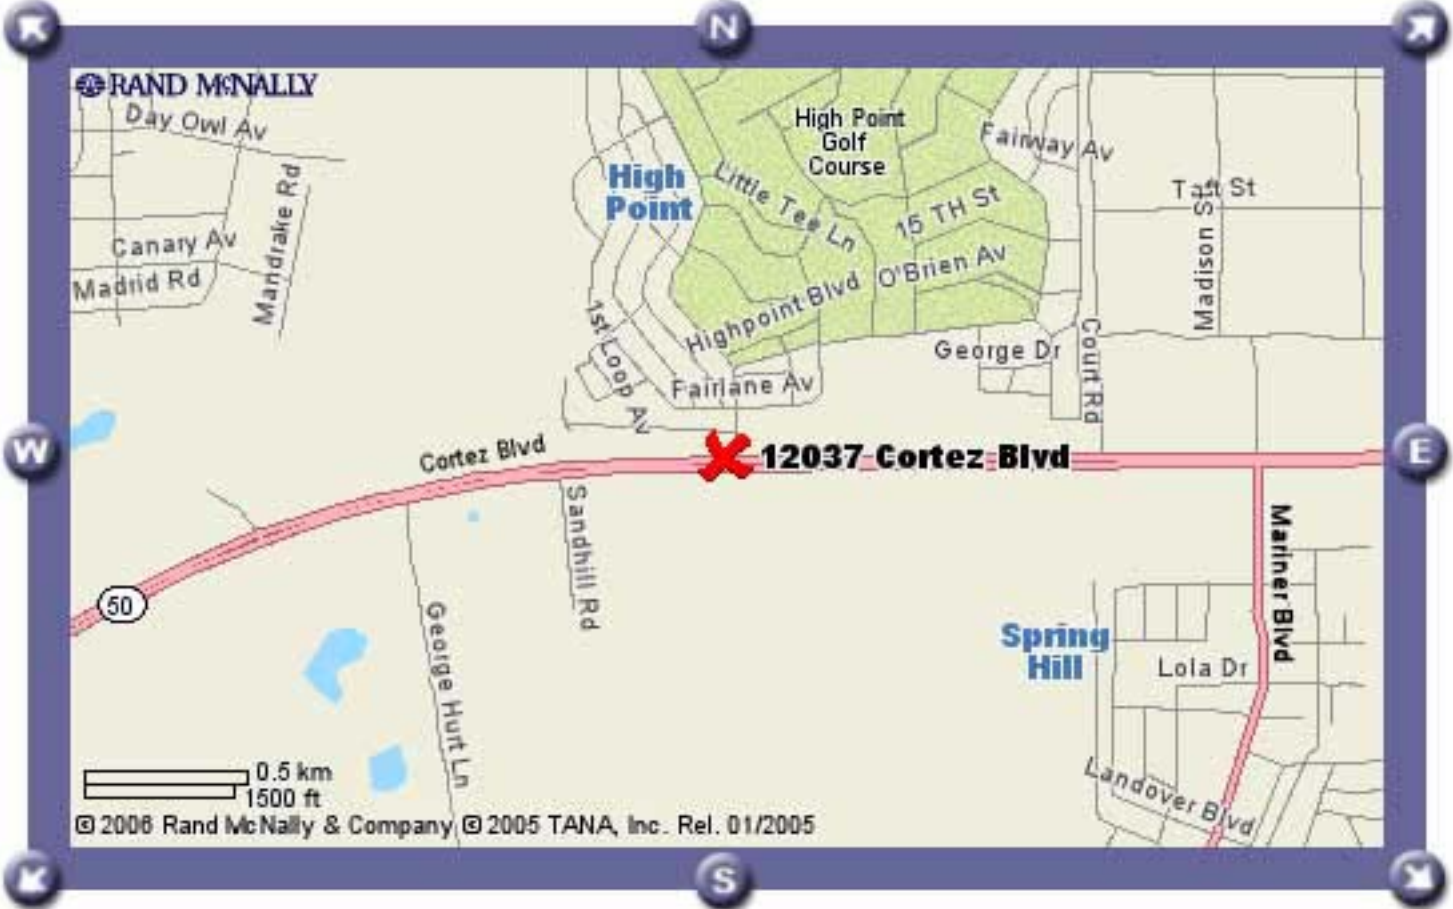 N
RAND McNALLY
Day Owl Av
High Point
Golf
Course
Fairway Av
High
Point
Little Tee Ln
15 TH St
Taft St
Mandrake Rd
Madison St
Canary Av
Madrid Rd
O'Brien Av
Highpoint Blvd
1st Loop Av
George Dr
Court Rd
Fairlane Av
W
Cortez Blvd
12037 Cortez Blvd
E
Sandhill Rd
Mariner Blvd
50
George Hurt Ln
Spring
Hill
Lola Dr
Landover Blvd
0.5 km
1500 ft
© 2006 Rand McNally & Company © 2005 TANA, Inc. Rel. 01/2005
S